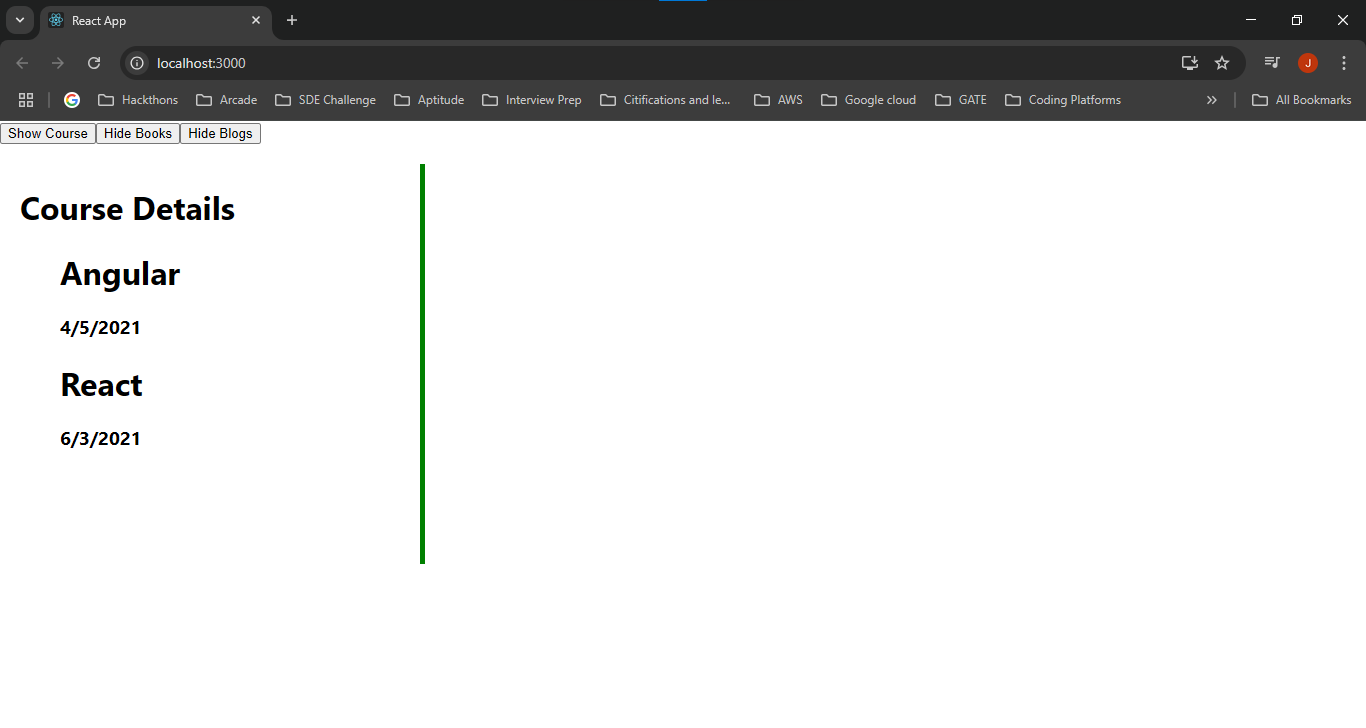 React App
localhost:3000
J
Hackthons Arcade SDE Challenge Aptitude Interview Prep Citifications and le... AWS Google cloud GATE Coding Platforms All Bookmarks
Show Course Hide Books Hide Blogs
Course Details
Angular
4/5/2021
React
6/3/2021